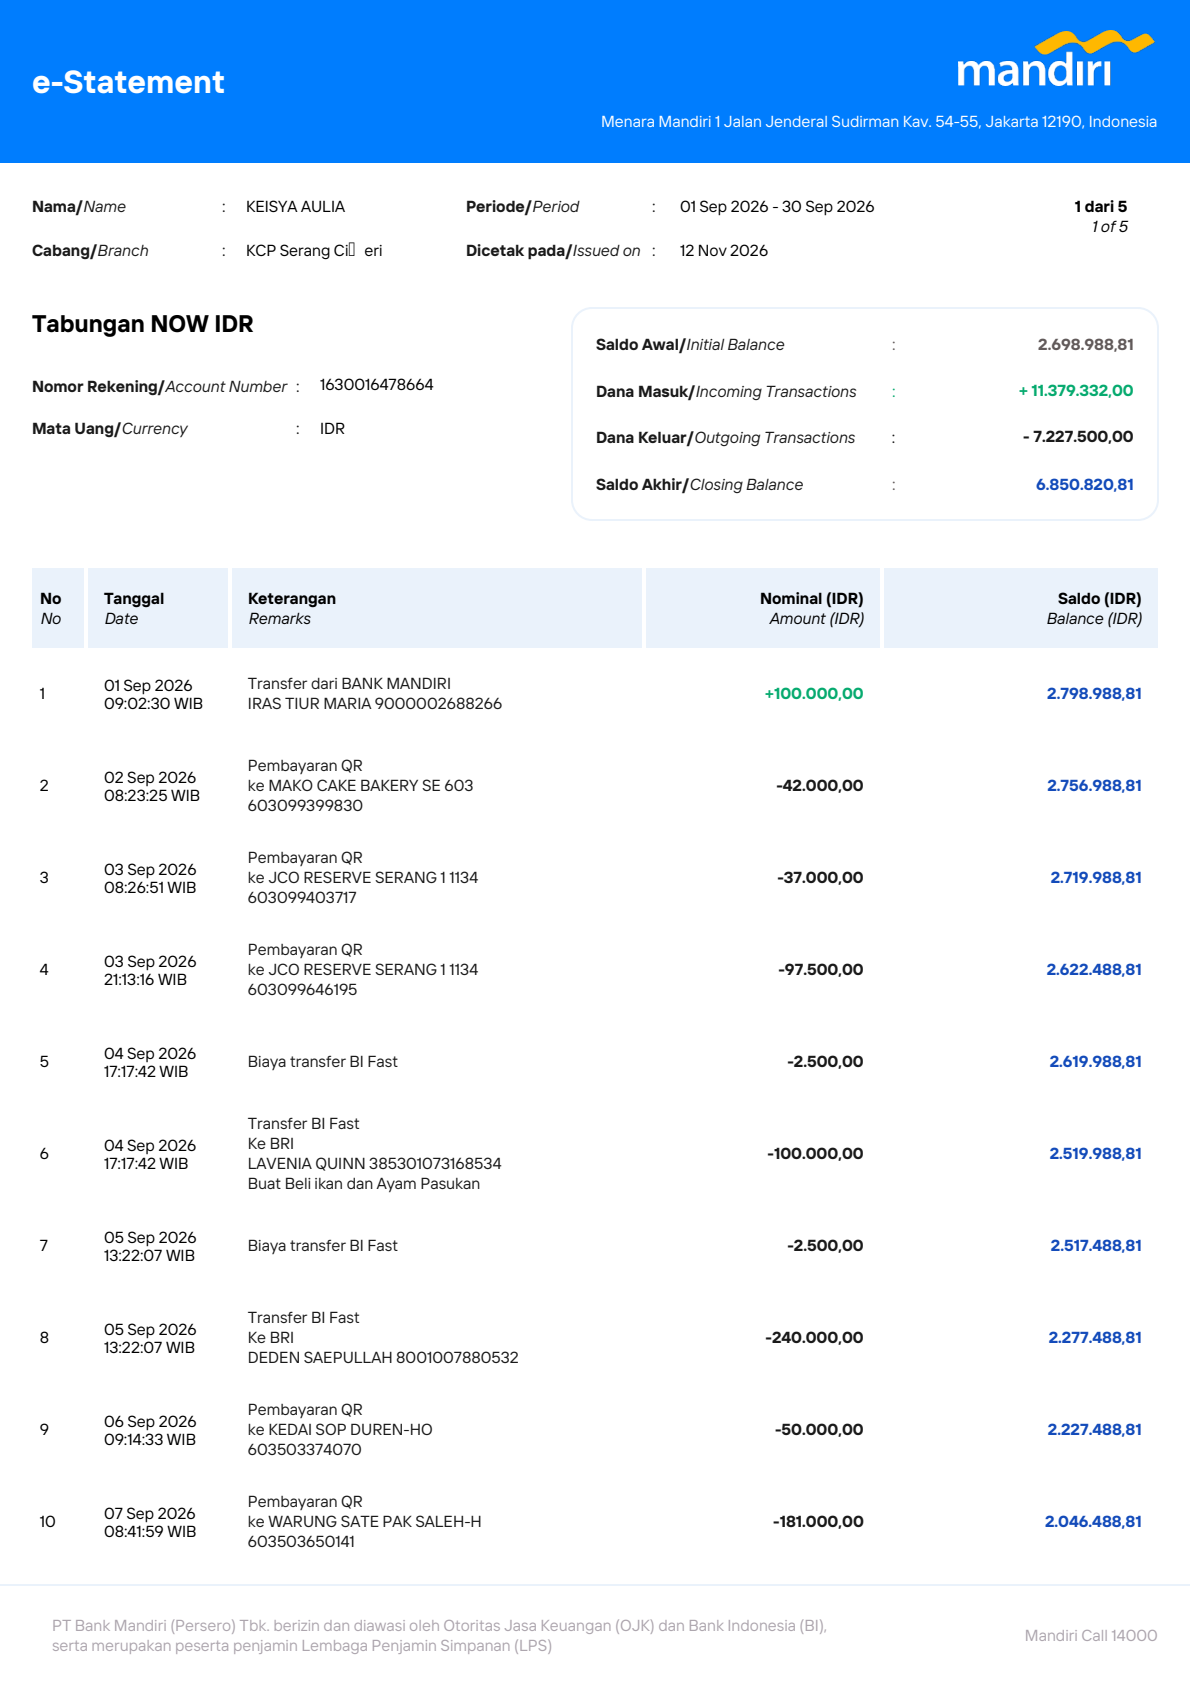 e-Statement
mandiri
Menara Mandiri 1 Jalan Jenderal Sudirman Kav. 54-55, Jakarta 12190, Indonesia
Nama/Name : KEISYA AULIA
Periode/Period : 01 Sep 2026 - 30 Sep 2026
1 dari 5
1 of 5
Cabang/Branch : KCP Serang Ci▯ eri
Dicetak pada/Issued on : 12 Nov 2026
Tabungan NOW IDR
Nomor Rekening/Account Number : 1630016478664
Mata Uang/Currency : IDR
Saldo Awal/Initial Balance : 2.698.988,81
Dana Masuk/Incoming Transactions : + 11.379.332,00
Dana Keluar/Outgoing Transactions : - 7.227.500,00
Saldo Akhir/Closing Balance : 6.850.820,81
No Tanggal Keterangan Nominal (IDR) Saldo (IDR)
No Date Remarks Amount (IDR) Balance (IDR)
1
01 Sep 2026
09:02:30 WIB
Transfer dari BANK MANDIRI
IRAS TIUR MARIA 9000002688266
+100.000,00
2.798.988,81
2
02 Sep 2026
08:23:25 WIB
Pembayaran QR
ke MAKO CAKE BAKERY SE 603
603099399830
-42.000,00
2.756.988,81
3
03 Sep 2026
08:26:51 WIB
Pembayaran QR
ke JCO RESERVE SERANG 1 1134
603099403717
-37.000,00
2.719.988,81
4
03 Sep 2026
21:13:16 WIB
Pembayaran QR
ke JCO RESERVE SERANG 1 1134
603099646195
-97.500,00
2.622.488,81
5
04 Sep 2026
17:17:42 WIB
Biaya transfer BI Fast
-2.500,00
2.619.988,81
6
04 Sep 2026
17:17:42 WIB
Transfer BI Fast
Ke BRI
LAVENIA QUINN 385301073168534
Buat Beli ikan dan Ayam Pasukan
-100.000,00
2.519.988,81
7
05 Sep 2026
13:22:07 WIB
Biaya transfer BI Fast
-2.500,00
2.517.488,81
8
05 Sep 2026
13:22:07 WIB
Transfer BI Fast
Ke BRI
DEDEN SAEPULLAH 8001007880532
-240.000,00
2.277.488,81
9
06 Sep 2026
09:14:33 WIB
Pembayaran QR
ke KEDAI SOP DUREN-HO
603503374070
-50.000,00
2.227.488,81
10
07 Sep 2026
08:41:59 WIB
Pembayaran QR
ke WARUNG SATE PAK SALEH-H
603503650141
-181.000,00
2.046.488,81
PT Bank Mandiri (Persero) Tbk. berizin dan diawasi oleh Otoritas Jasa Keuangan (OJK) dan Bank Indonesia (BI),
serta merupakan peserta penjamin Lembaga Penjamin Simpanan (LPS)
Mandiri Call 14000